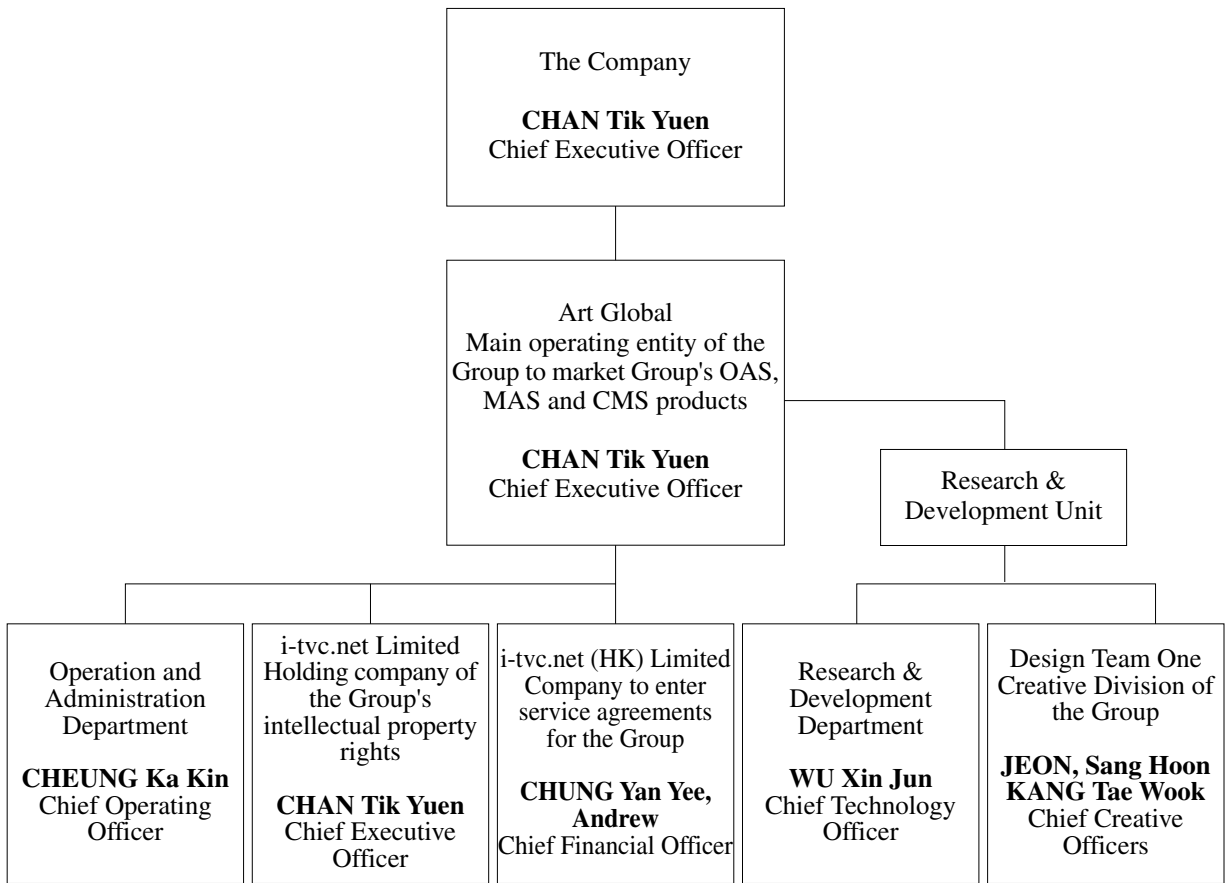 The Company
CHAN Tik Yuen
Chief Executive Officer
Art Global
Main operating entity of the
Group to market Group's OAS,
MAS and CMS products
CHAN Tik Yuen
Chief Executive Officer
Research &
Development Unit
Operation and
Administration
Department
CHEUNG Ka Kin
Chief Operating
Officer
i-tvc.net Limited
Holding company of
the Group's
intellectual property
rights
CHAN Tik Yuen
Chief Executive
Officer
i-tvc.net (HK) Limited
Company to enter
service agreements
for the Group
CHUNG Yan Yee,
Andrew
Chief Financial Officer
Research &
Development
Department
WU Xin Jun
Chief Technology
Officer
Design Team One
Creative Division of
the Group
JEON, Sang Hoon
KANG Tae Wook
Chief Creative
Officers